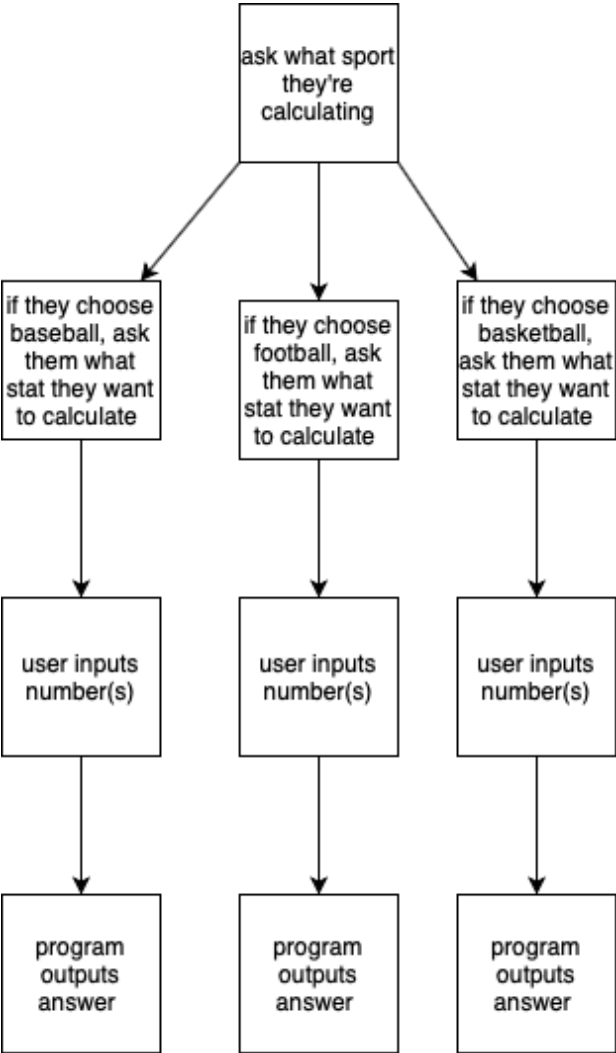 ask what sport
they're
calculating
if they choose
baseball, ask
them what
stat they want
to calculate
if they choose
football, ask
them what
stat they want
to calculate
if they choose
basketball,
ask them what
stat they want
to calculate
user inputs
number(s)
user inputs
number(s)
user inputs
number(s)
program
outputs
answer
program
outputs
answer
program
outputs
answer